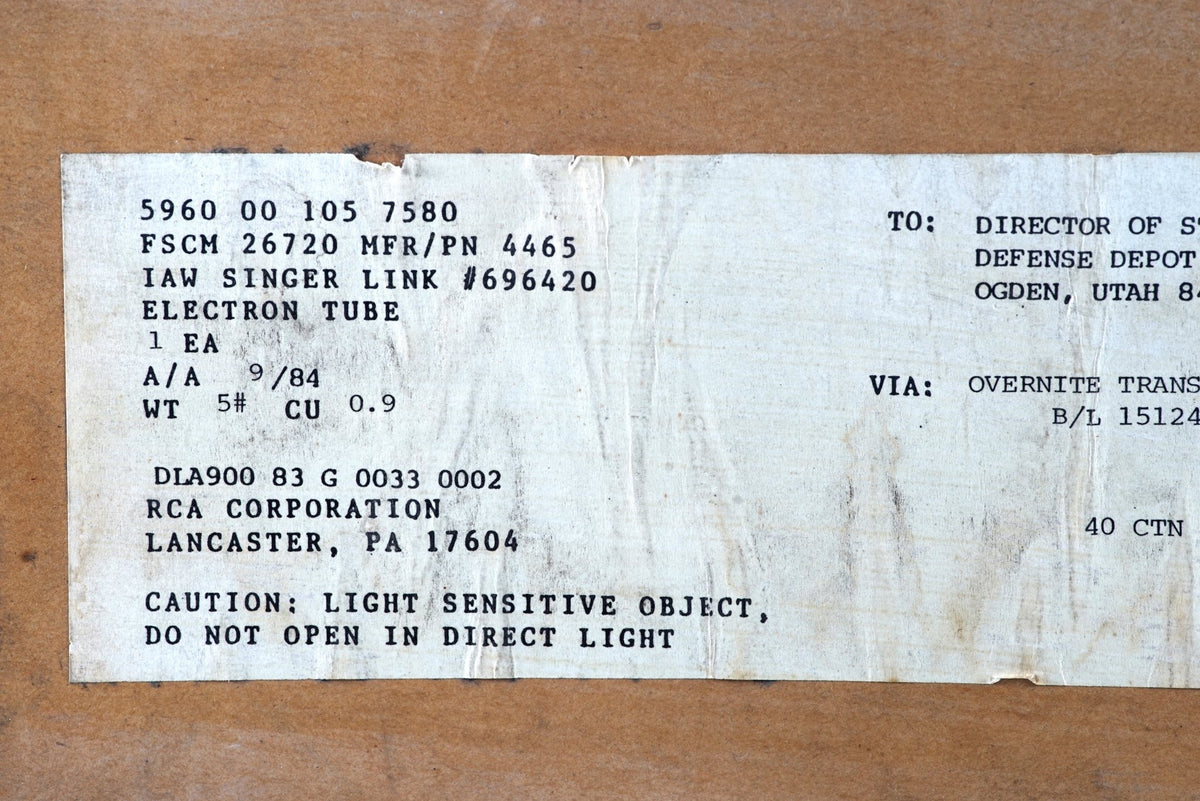 5960 00 105 7580
FSCM 26720 MFR/PN 4465
IAW SINGER LINK #696420
ELECTRON TUBE
1 EA
A/A 9/84
WT 5# CU 0.9
DLA900 83 G 0033 0002
RCA CORPORATION
LANCASTER, PA 17604
CAUTION: LIGHT SENSITIVE OBJECT,
DO NOT OPEN IN DIRECT LIGHT
TO: DIRECTOR OF
DEFENSE DEPOT
OGDEN, UTAH
VIA: OVERNITE TRANS
B/L 15124
40 CTN